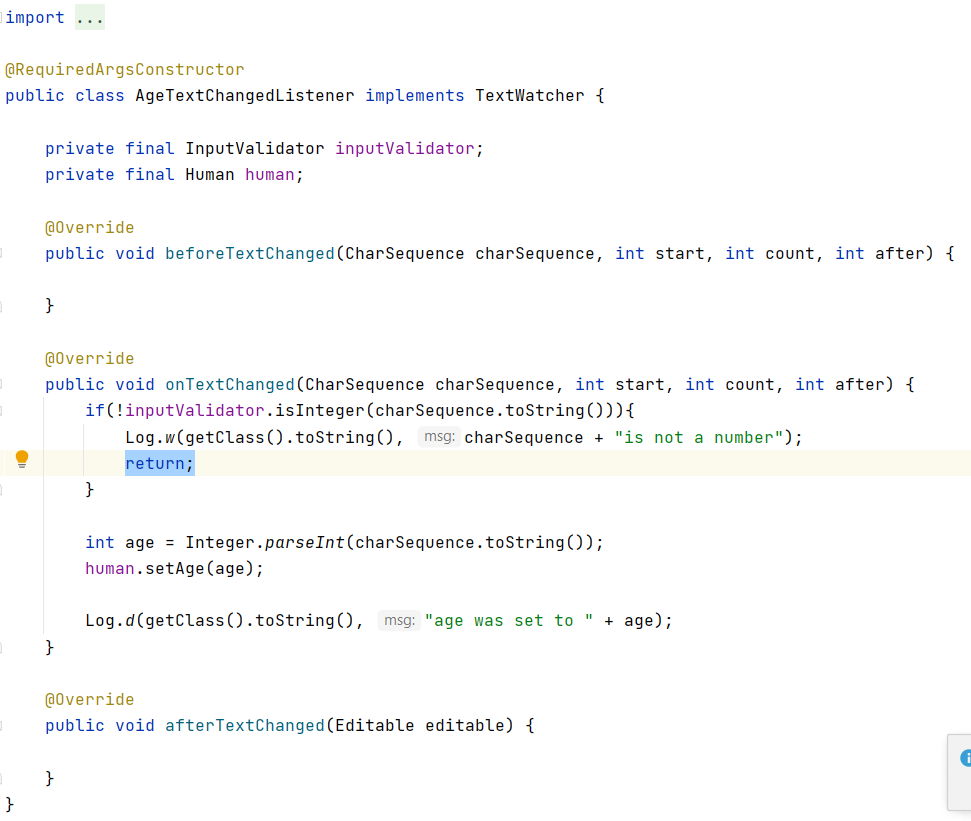 import ...
@RequiredArgsConstructor
public class AgeTextChangedListener implements TextWatcher {
private final InputValidator inputValidator;
private final Human human;
@Override
public void beforeTextChanged(CharSequence charSequence, int start, int count, int after) {
}
@Override
public void onTextChanged(CharSequence charSequence, int start, int count, int after) {
if(!inputValidator.isInteger(charSequence.toString())){
Log.w(getClass().toString(), msg: charSequence + "is not a number");
return;
}
int age = Integer.parseInt(charSequence.toString());
human.setAge(age);
Log.d(getClass().toString(), msg: "age was set to " + age);
}
@Override
public void afterTextChanged(Editable editable) {
}
}